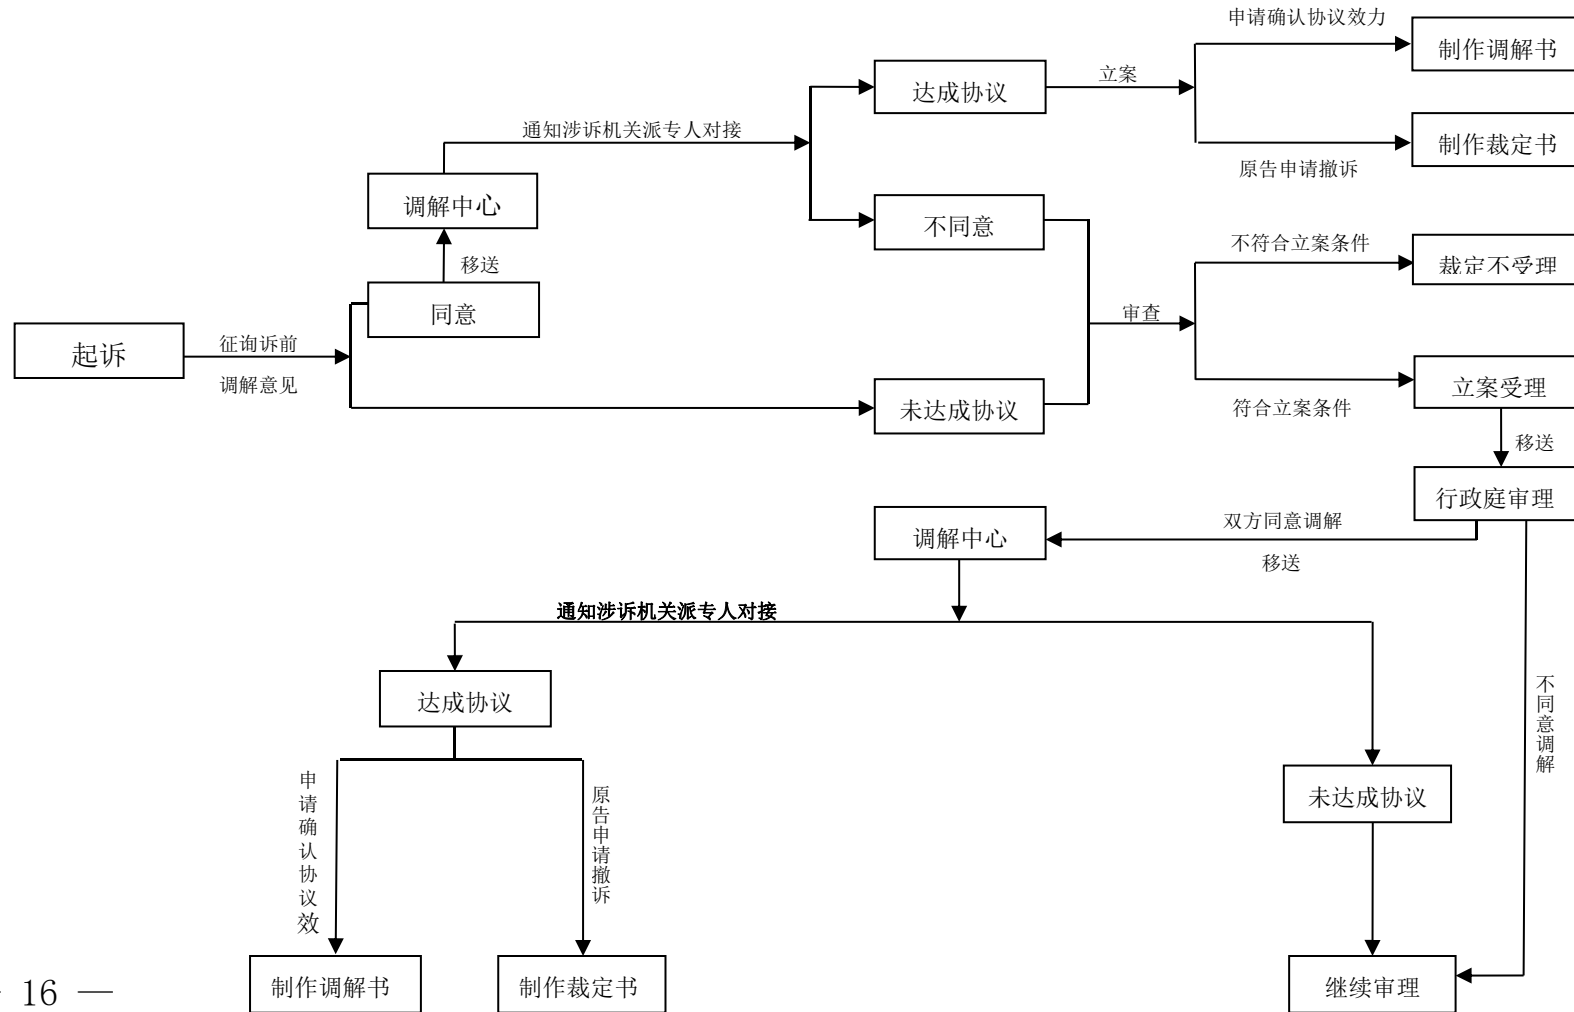 申请确认协议效力
制作调解书
立案
达成协议
通知涉诉机关派专人对接
制作裁定书
原告申请撤诉
调解中心
不同意
不符合立案条件
移送
裁定不受理
同意
审查
起诉
征询诉前
调解意见
立案受理
未达成协议
符合立案条件
移送
行政庭审理
双方同意调解
调解中心
移送
通知涉诉机关派专人对接
达成协议
不同意调解
申请确认协议效
原告申请撤诉
未达成协议
制作调解书
制作裁定书
继续审理
16 —